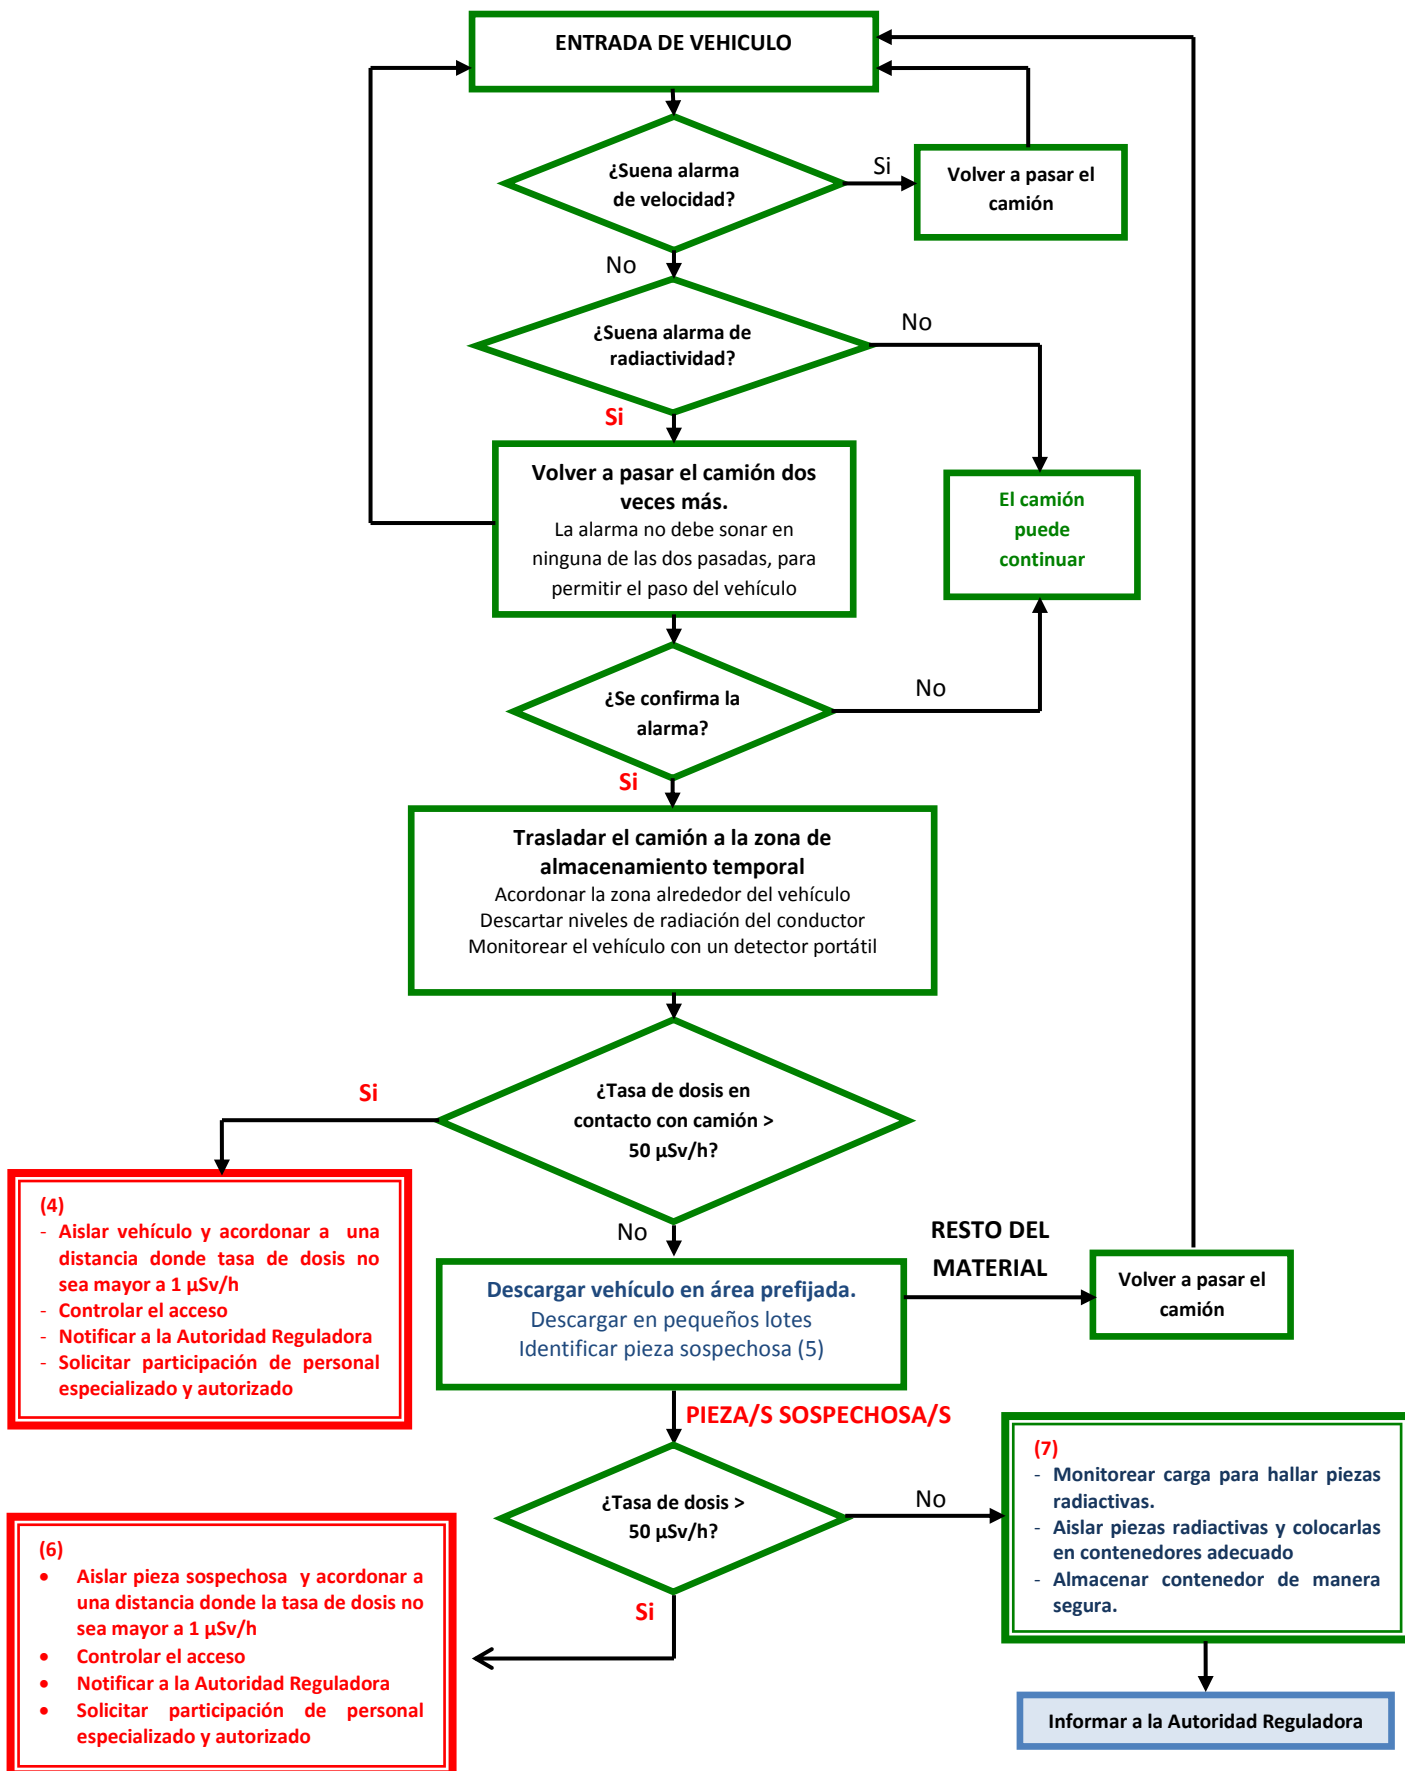 ENTRADA DE VEHICULO
¿Suena alarma
de velocidad?
Si
Volver a pasar el
camión
No
¿Suena alarma de
radiactividad?
No
Si
Volver a pasar el camión dos
veces más.
La alarma no debe sonar en
ninguna de las dos pasadas, para
permitir el paso del vehículo
El camión
puede
continuar
¿Se confirma la
alarma?
No
Si
Trasladar el camión a la zona de
almacenamiento temporal
Acordonar la zona alrededor del vehículo
Descartar niveles de radiación del conductor
Monitorear el vehículo con un detector portátil
¿Tasa de dosis en
contacto con camión >
50 µSv/h?
Si
(4)
- Aislar vehículo y acordonar a una
distancia donde tasa de dosis no
sea mayor a 1 µSv/h
- Controlar el acceso
- Notificar a la Autoridad Reguladora
- Solicitar participación de personal
especializado y autorizado
No
Descargar vehículo en área prefijada.
Descargar en pequeños lotes
Identificar pieza sospechosa (5)
RESTO DEL
MATERIAL
Volver a pasar el
camión
PIEZA/S SOSPECHOSA/S
¿Tasa de dosis >
50 µSv/h?
No
Si
(7)
- Monitorear carga para hallar piezas
radiactivas.
- Aislar piezas radiactivas y colocarlas
en contenedores adecuado
- Almacenar contenedor de manera
segura.
(6)
• Aislar pieza sospechosa y acordonar a
una distancia donde la tasa de dosis no
sea mayor a 1 µSv/h
• Controlar el acceso
• Notificar a la Autoridad Reguladora
• Solicitar participación de personal
especializado y autorizado
Informar a la Autoridad Reguladora